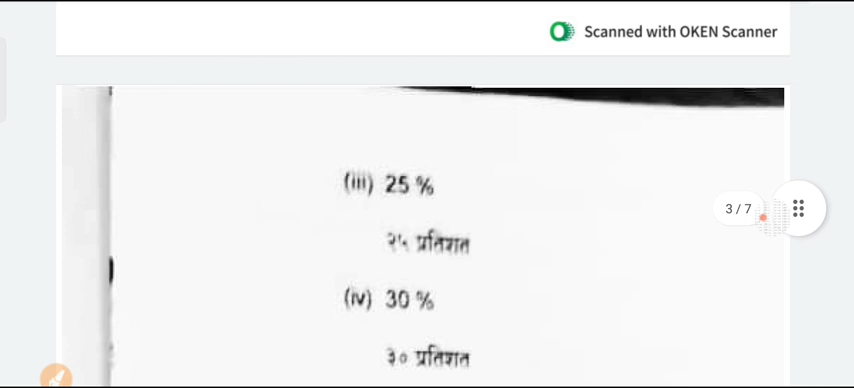 Scanned with OKEN Scanner
(iii) 25 %
२५ प्रतिशत
3 / 7
(iv) 30 %
३० प्रतिशत